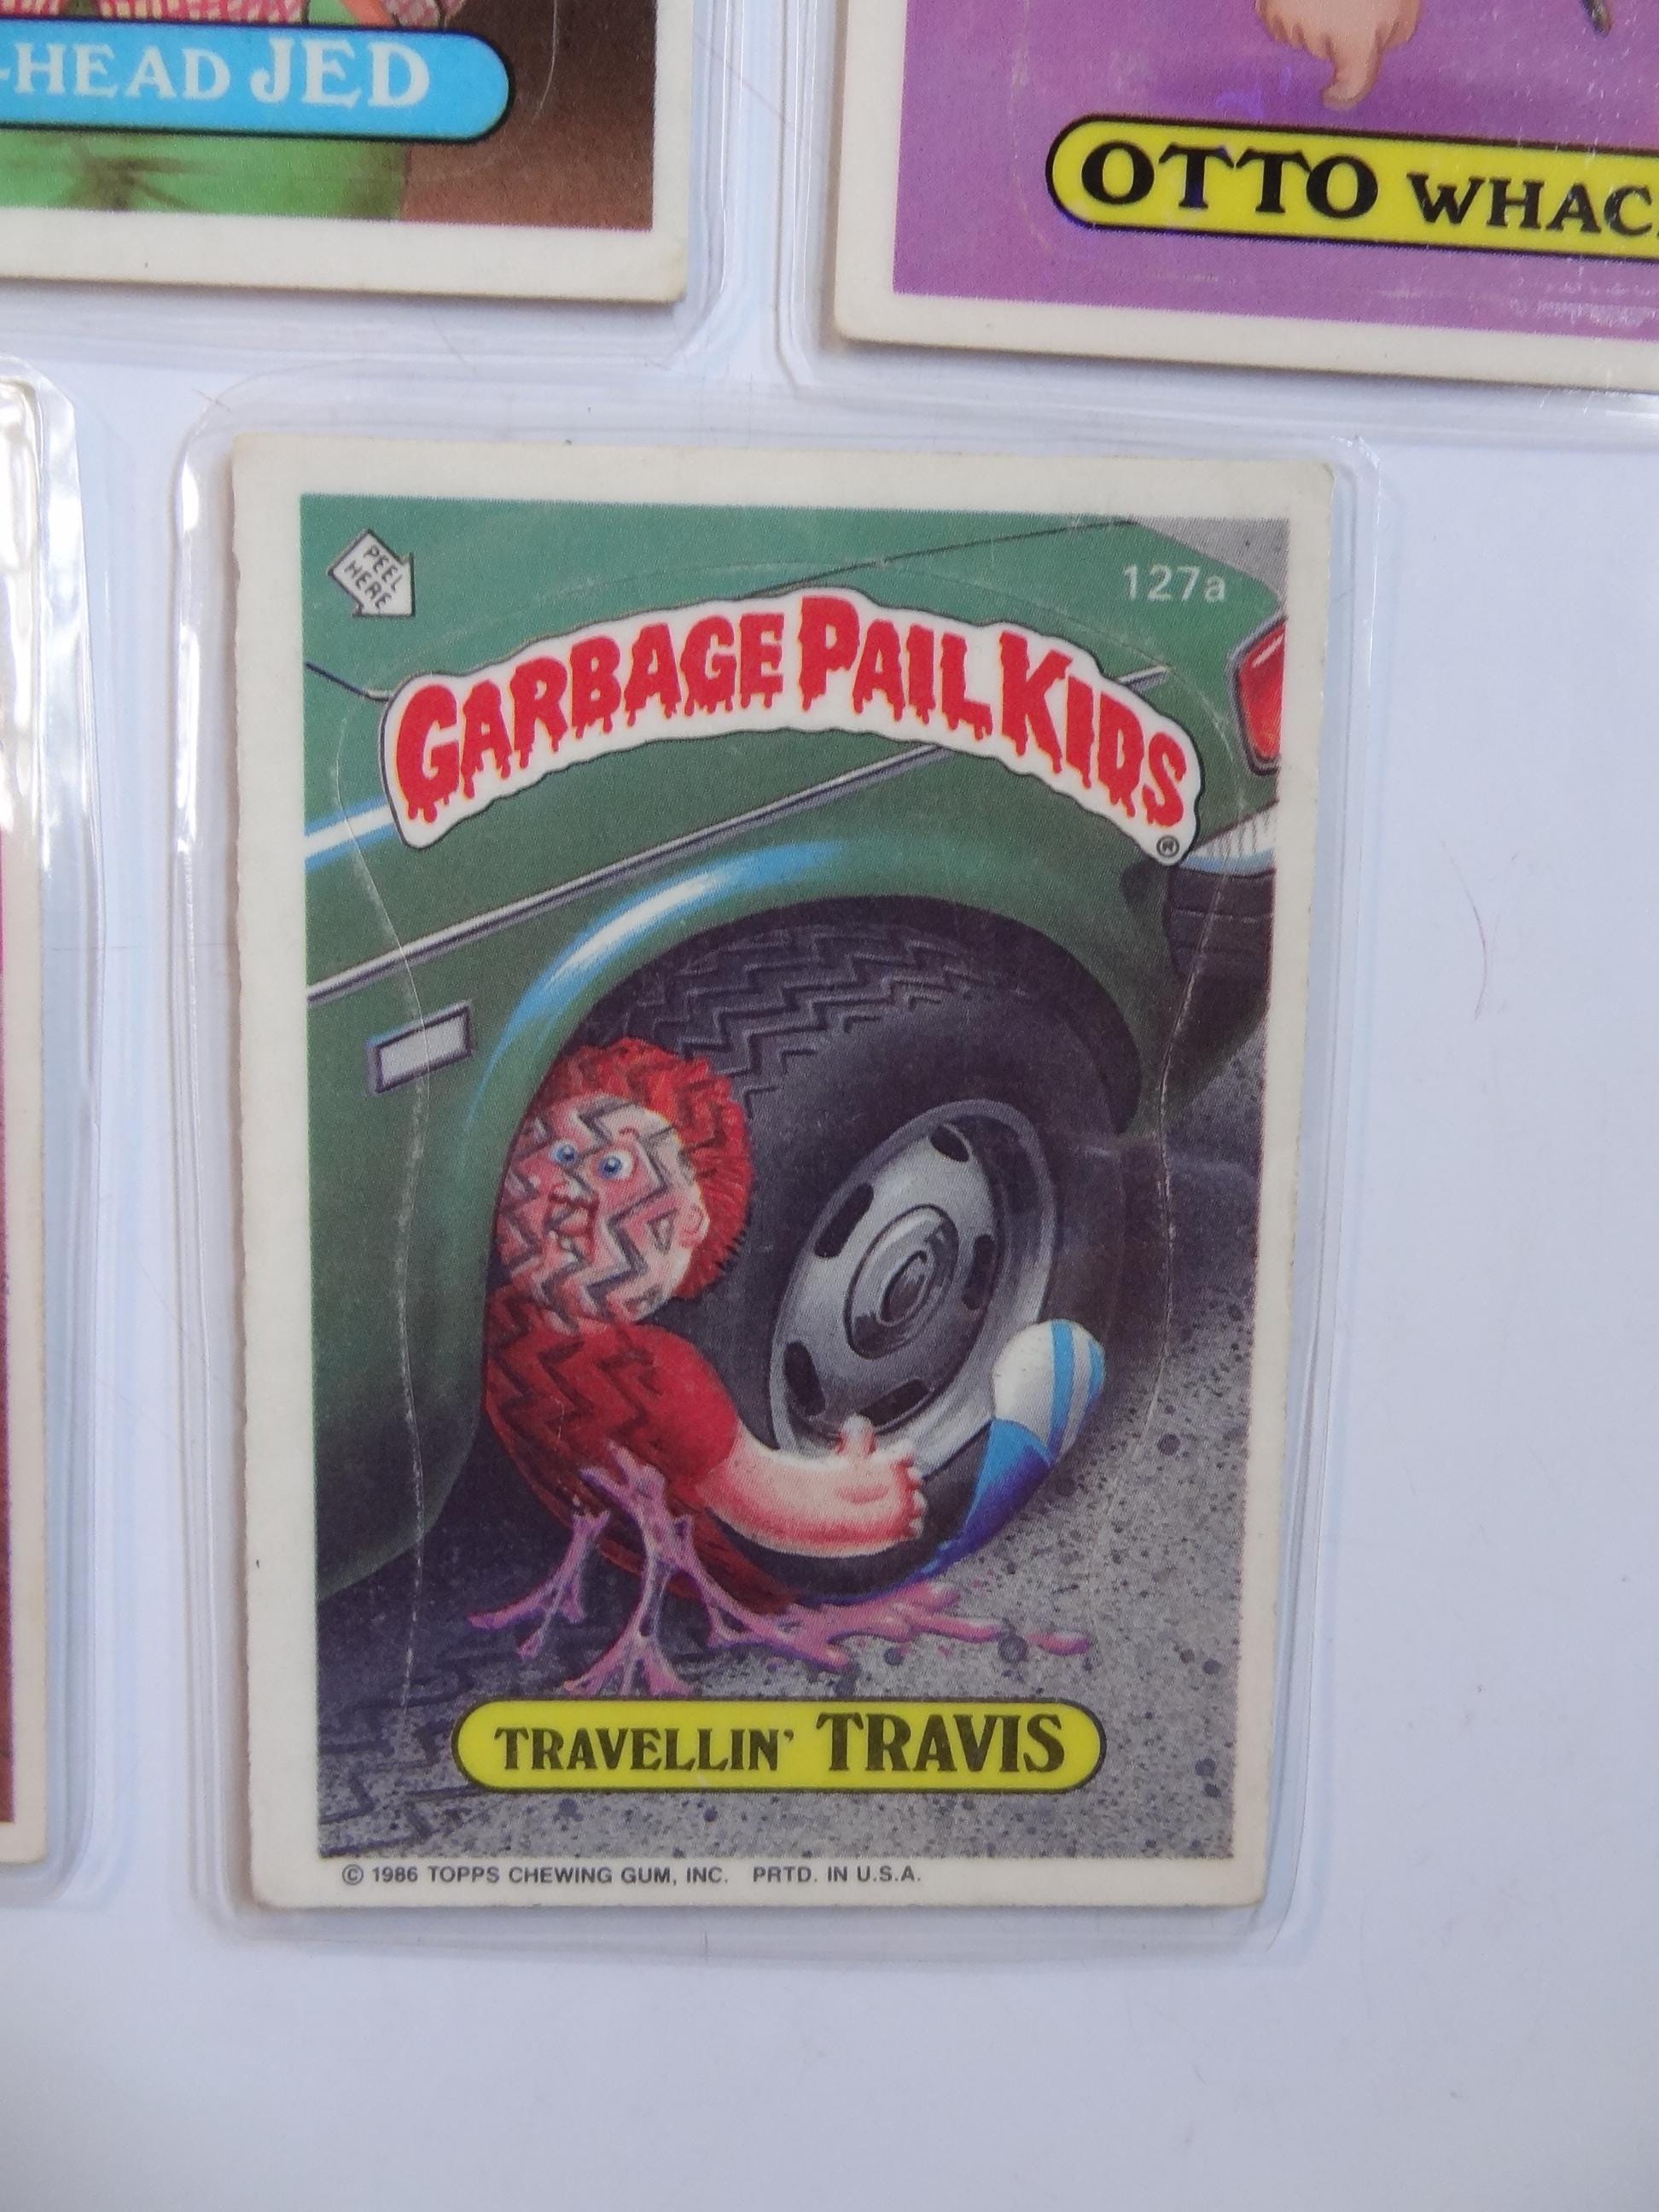 -HEAD JED
OTTO WHAC
PEEL
HERE
127a
GARBAGE PAIL KIDS
®
TRAVELLIN' TRAVIS
© 1986 TOPPS CHEWING GUM, INC. PRTD. IN U.S.A.